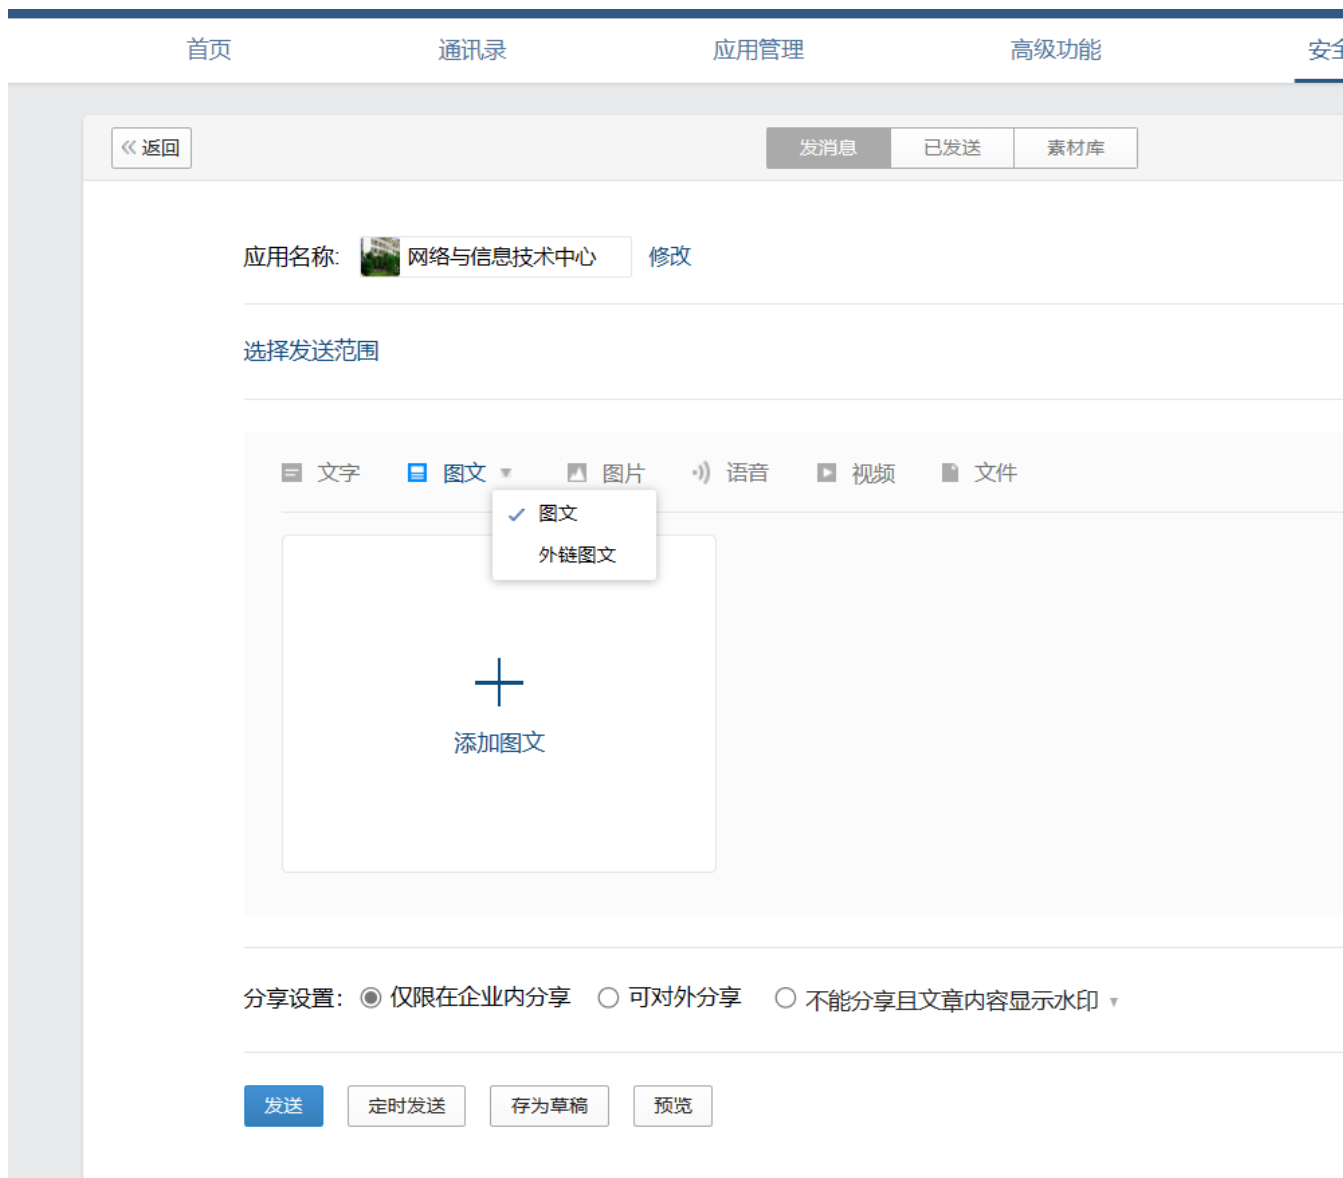 首页 通讯录 应用管理 高级功能 安全
返回 发消息 已发送 素材库
应用名称: 网络与信息技术中心 修改
选择发送范围
文字 图文 图片 语音 视频 文件
图文
外链图文
添加图文
分享设置: 仅限在企业内分享 可对外分享 不能分享且文章内容显示水印
发送 定时发送 存为草稿 预览